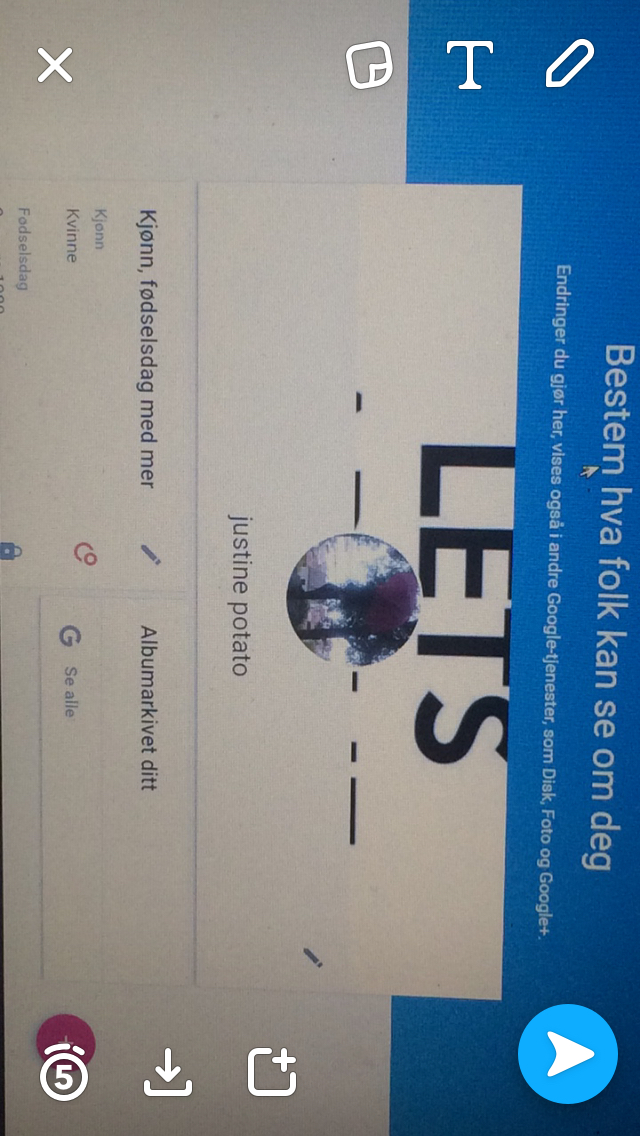 Bestem hva folk kan se om deg
Endringer du gjør her, vises også i andre Google-tjenester, som Disk, Foto og Google+.
LETS
justine potato
Kjønn, fødselsdag med mer
Kjønn
Kvinne
Fødselsdag
Albumarkivet ditt
G Se alle
T
5